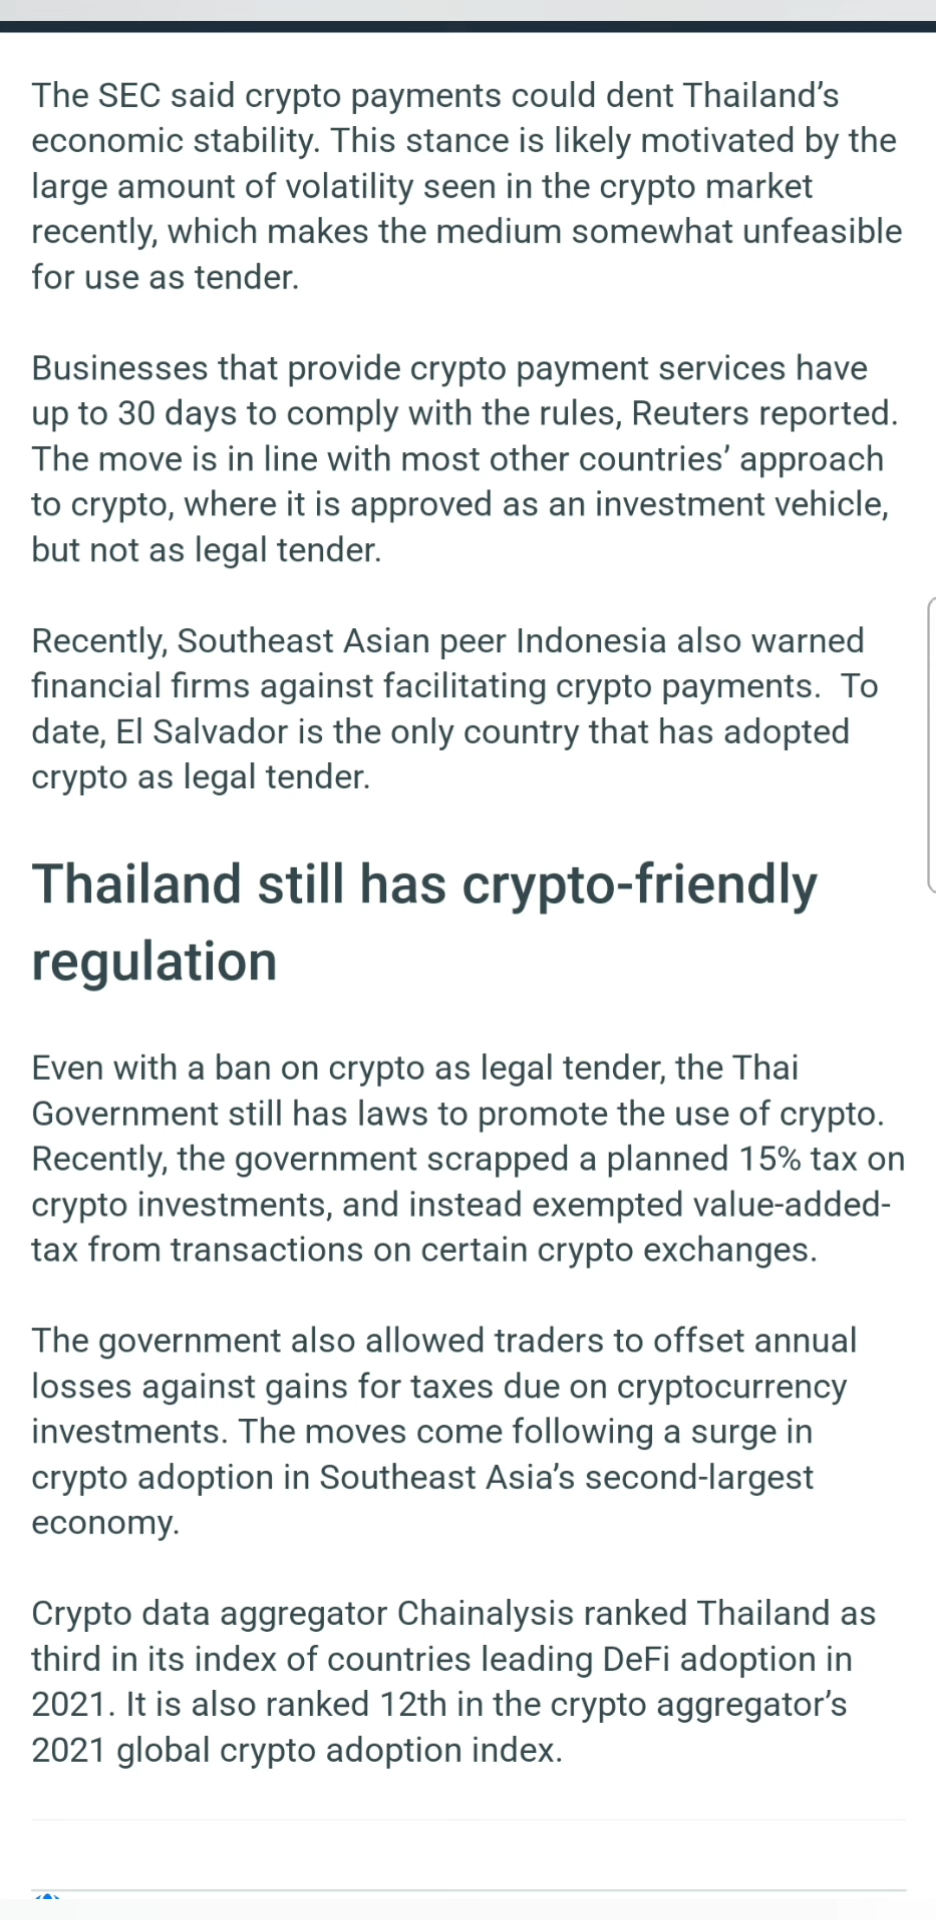 The SEC said crypto payments could dent Thailand’s
economic stability. This stance is likely motivated by the
large amount of volatility seen in the crypto market
recently, which makes the medium somewhat unfeasible
for use as tender.
Businesses that provide crypto payment services have
up to 30 days to comply with the rules, Reuters reported.
The move is in line with most other countries’ approach
to crypto, where it is approved as an investment vehicle,
but not as legal tender.
Recently, Southeast Asian peer Indonesia also warned
financial firms against facilitating crypto payments.  To
date, El Salvador is the only country that has adopted
crypto as legal tender.
Thailand still has crypto-friendly
regulation
Even with a ban on crypto as legal tender, the Thai
Government still has laws to promote the use of crypto.
Recently, the government scrapped a planned 15% tax on
crypto investments, and instead exempted value-added-
tax from transactions on certain crypto exchanges.
The government also allowed traders to offset annual
losses against gains for taxes due on cryptocurrency
investments. The moves come following a surge in
crypto adoption in Southeast Asia’s second-largest
economy.
Crypto data aggregator Chainalysis ranked Thailand as
third in its index of countries leading DeFi adoption in
2021. It is also ranked 12th in the crypto aggregator’s
2021 global crypto adoption index.